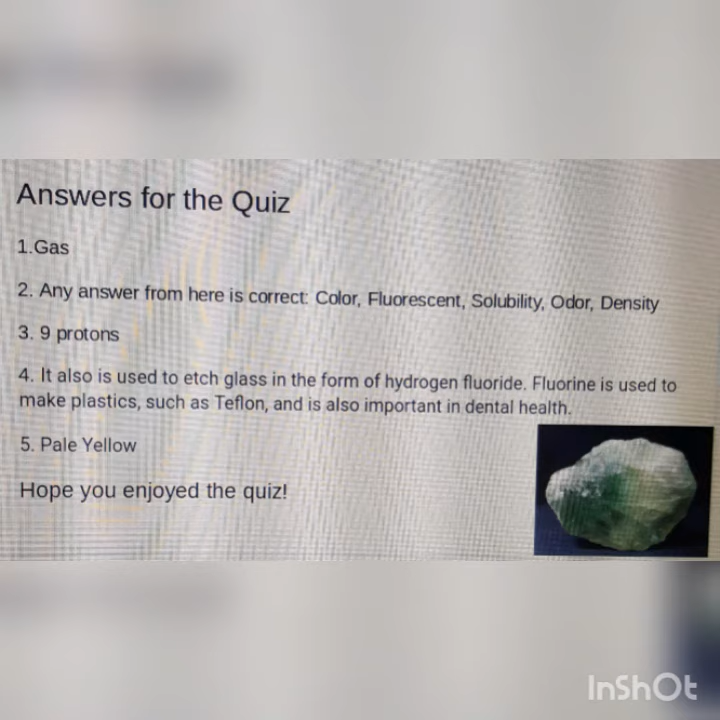 Answers for the Quiz
1.Gas
2. Any answer from here is correct: Color, Fluorescent, Solubility, Odor, Density
3. 9 protons
4. It also is used to etch glass in the form of hydrogen fluoride. Fluorine is used to
make plastics, such as Teflon, and is also important in dental health.
5. Pale Yellow
Hope you enjoyed the quiz!
InShOt